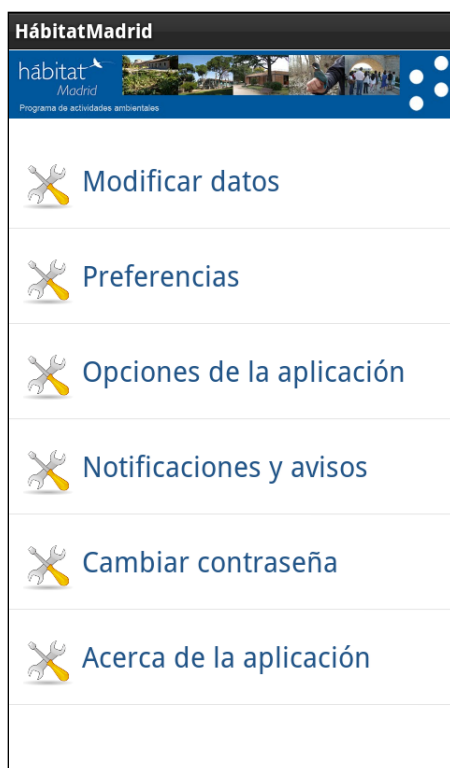 HábitatMadrid
hábitat
Madrid
Programa de actividades ambientales
Modificar datos
Preferencias
Opciones de la aplicación
Notificaciones y avisos
Cambiar contraseña
Acerca de la aplicación